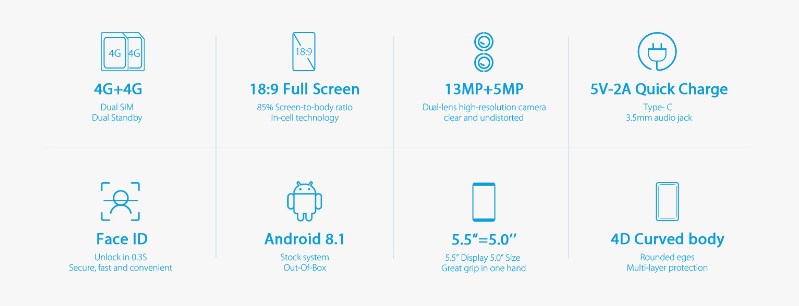 4G 4G
18:9
4G+4G
Dual SIM
Dual Standby
18:9 Full Screen
85% Screen-to-body ratio
In-cell technology
13MP+5MP
Dual-lens high-resolution camera
clear and undistorted
5V-2A Quick Charge
Type- C
3.5mm audio jack
Face ID
Unlock in 0.3S
Secure, fast and convenient
Android 8.1
Stock system
Out-Of-Box
5.5"=5.0''
5.5" Display 5.0" Size
Great grip in one hand
4D Curved body
Rounded eges
Multi-layer protection